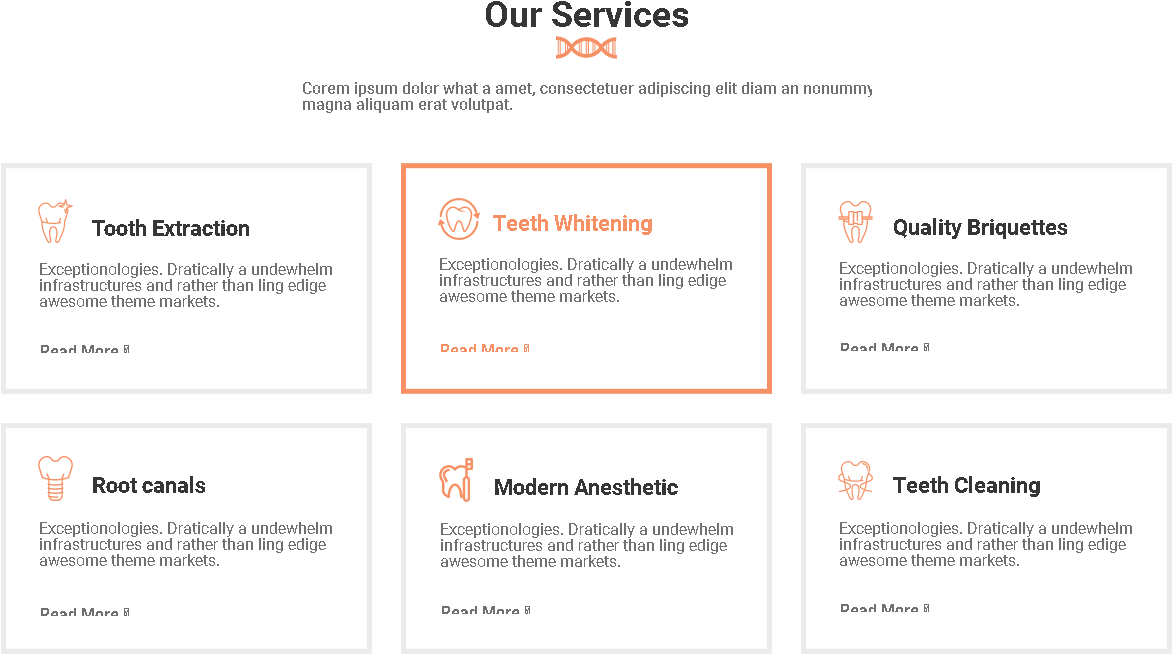 Our Services
Corem ipsum dolor what a amet, consectetuer adipiscing elit diam an nonummy
magna aliquam erat volutpat.
Tooth Extraction
Exceptionologies. Dratically a undewhelm
infrastructures and rather than ling edige
awesome theme markets.
Read More
Teeth Whitening
Exceptionologies. Dratically a undewhelm
infrastructures and rather than ling edige
awesome theme markets.
Read More
Quality Briquettes
Exceptionologies. Dratically a undewhelm
infrastructures and rather than ling edige
awesome theme markets.
Read More
Root canals
Exceptionologies. Dratically a undewhelm
infrastructures and rather than ling edige
awesome theme markets.
Read More
Modern Anesthetic
Exceptionologies. Dratically a undewhelm
infrastructures and rather than ling edige
awesome theme markets.
Read More
Teeth Cleaning
Exceptionologies. Dratically a undewhelm
infrastructures and rather than ling edige
awesome theme markets.
Read More